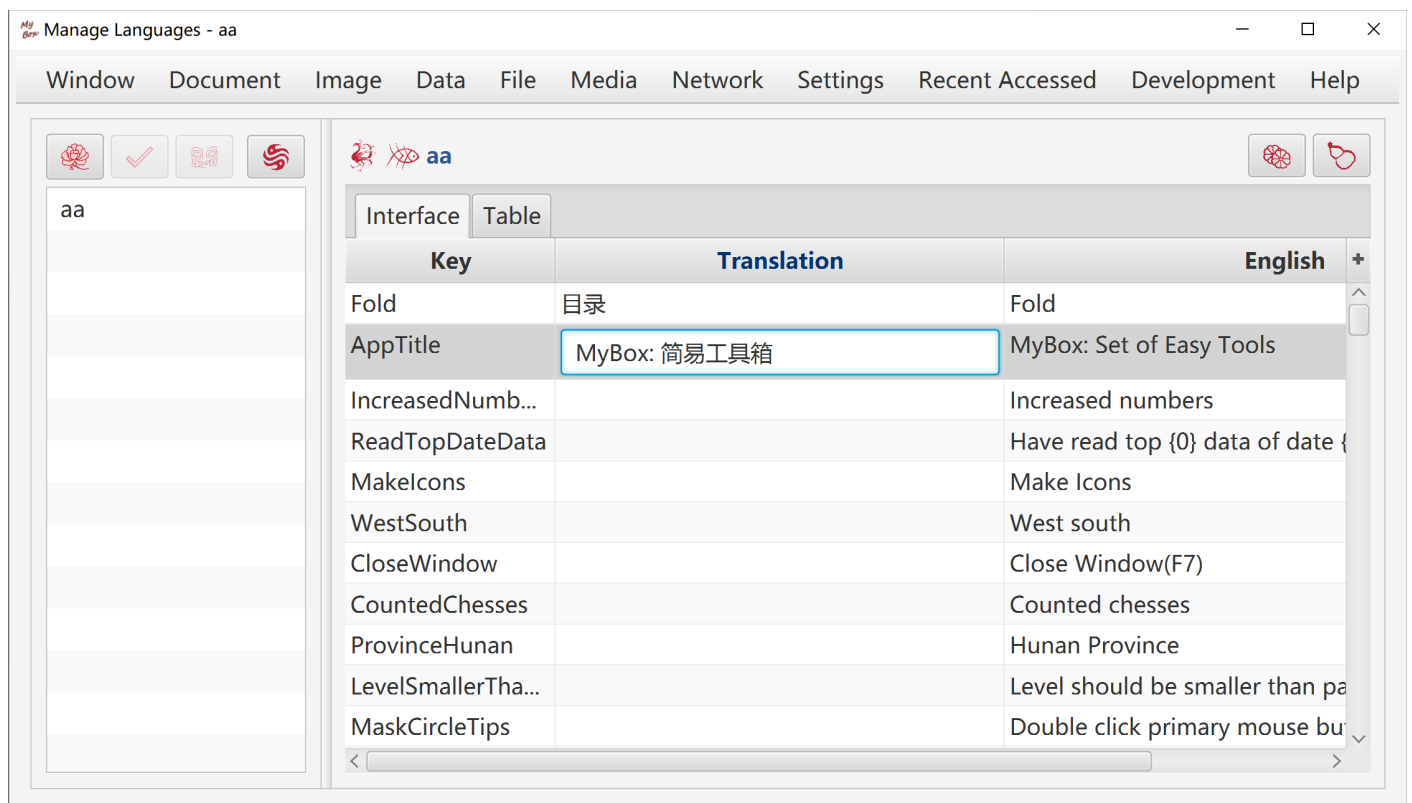 My Box Manage Languages - aa
Window Document Image Data File Media Network Settings Recent Accessed Development Help
aa
aa
Interface Table
Key Translation English +
Fold 目录 Fold
AppTitle MyBox: 简易工具箱 MyBox: Set of Easy Tools
IncreasedNumb... Increased numbers
ReadTopDateData Have read top {0} data of date {
MakeIcons Make Icons
WestSouth West south
CloseWindow Close Window(F7)
CountedChesses Counted chesses
ProvinceHunan Hunan Province
LevelSmallerTha... Level should be smaller than pa
MaskCircleTips Double click primary mouse but